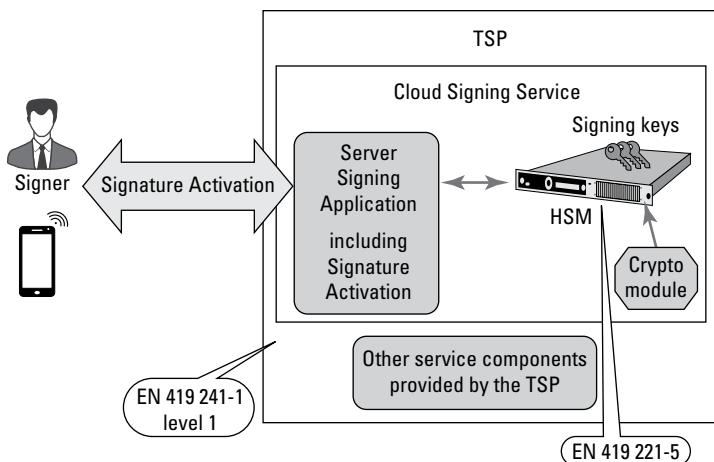 TSP
Cloud Signing Service
Signing keys
Signer
Signature Activation
Server
Signing
Application
including
Signature
Activation
HSM
Crypto
module
Other service components
provided by the TSP
EN 419 241-1
level 1
EN 419 221-5